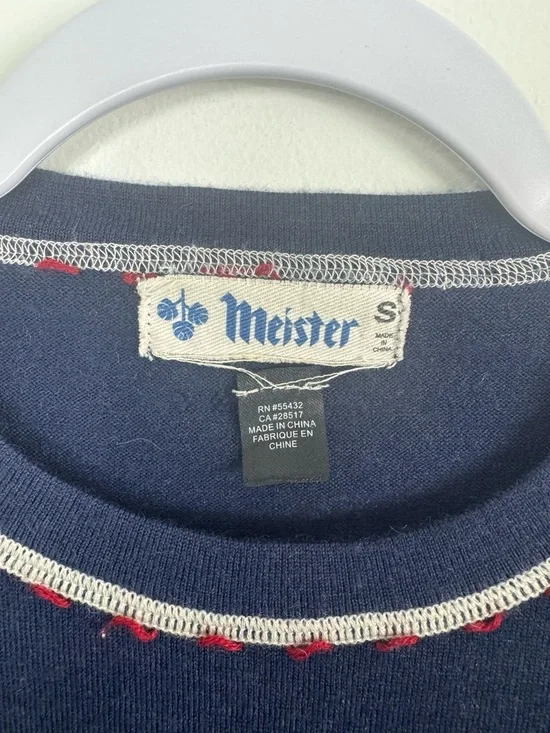 Meister
S
MADE
IN
CHINA
RN #55432
CA #28517
MADE IN CHINA
FABRIQUE EN
CHINE